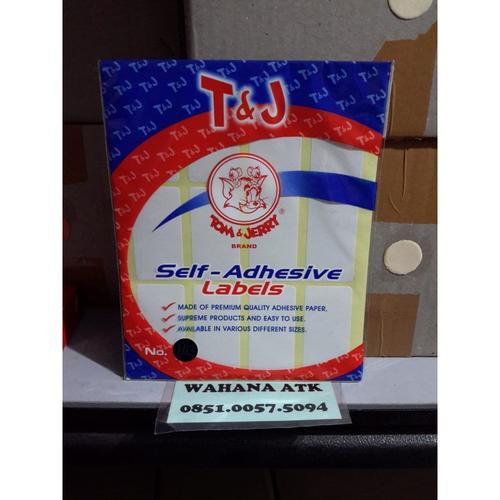 T&J
TOM & JERRY ®
BRAND
Self-Adhesive
Labels
MADE OF PREMIUM QUALITY ADHESIVE PAPER.
SUPREME PRODUCTS AND EASY TO USE.
AVAILABLE IN VARIOUS DIFFERENT SIZES.
No.
WAHANA ATK
0851.0057.5094